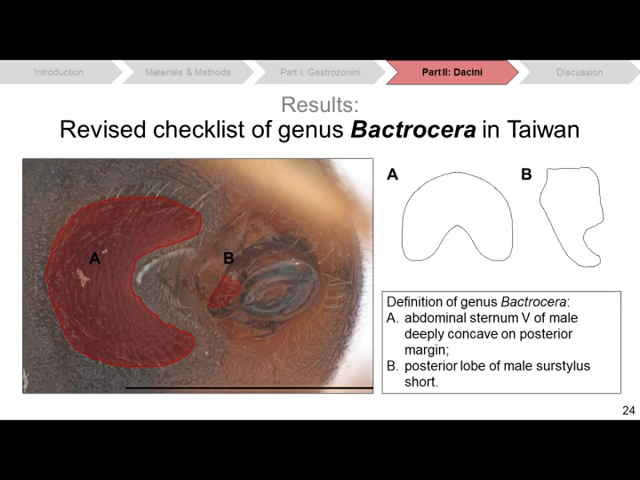 Introduction
Materials & Methods
Part I: Gastrozonini
Part II: Dacini
Discussion
Results:
Revised checklist of genus Bactrocera in Taiwan
A
B
A
B
Definition of genus Bactrocera:
A. abdominal sternum V of male
deeply concave on posterior
margin;
B. posterior lobe of male surstylus
short.
24